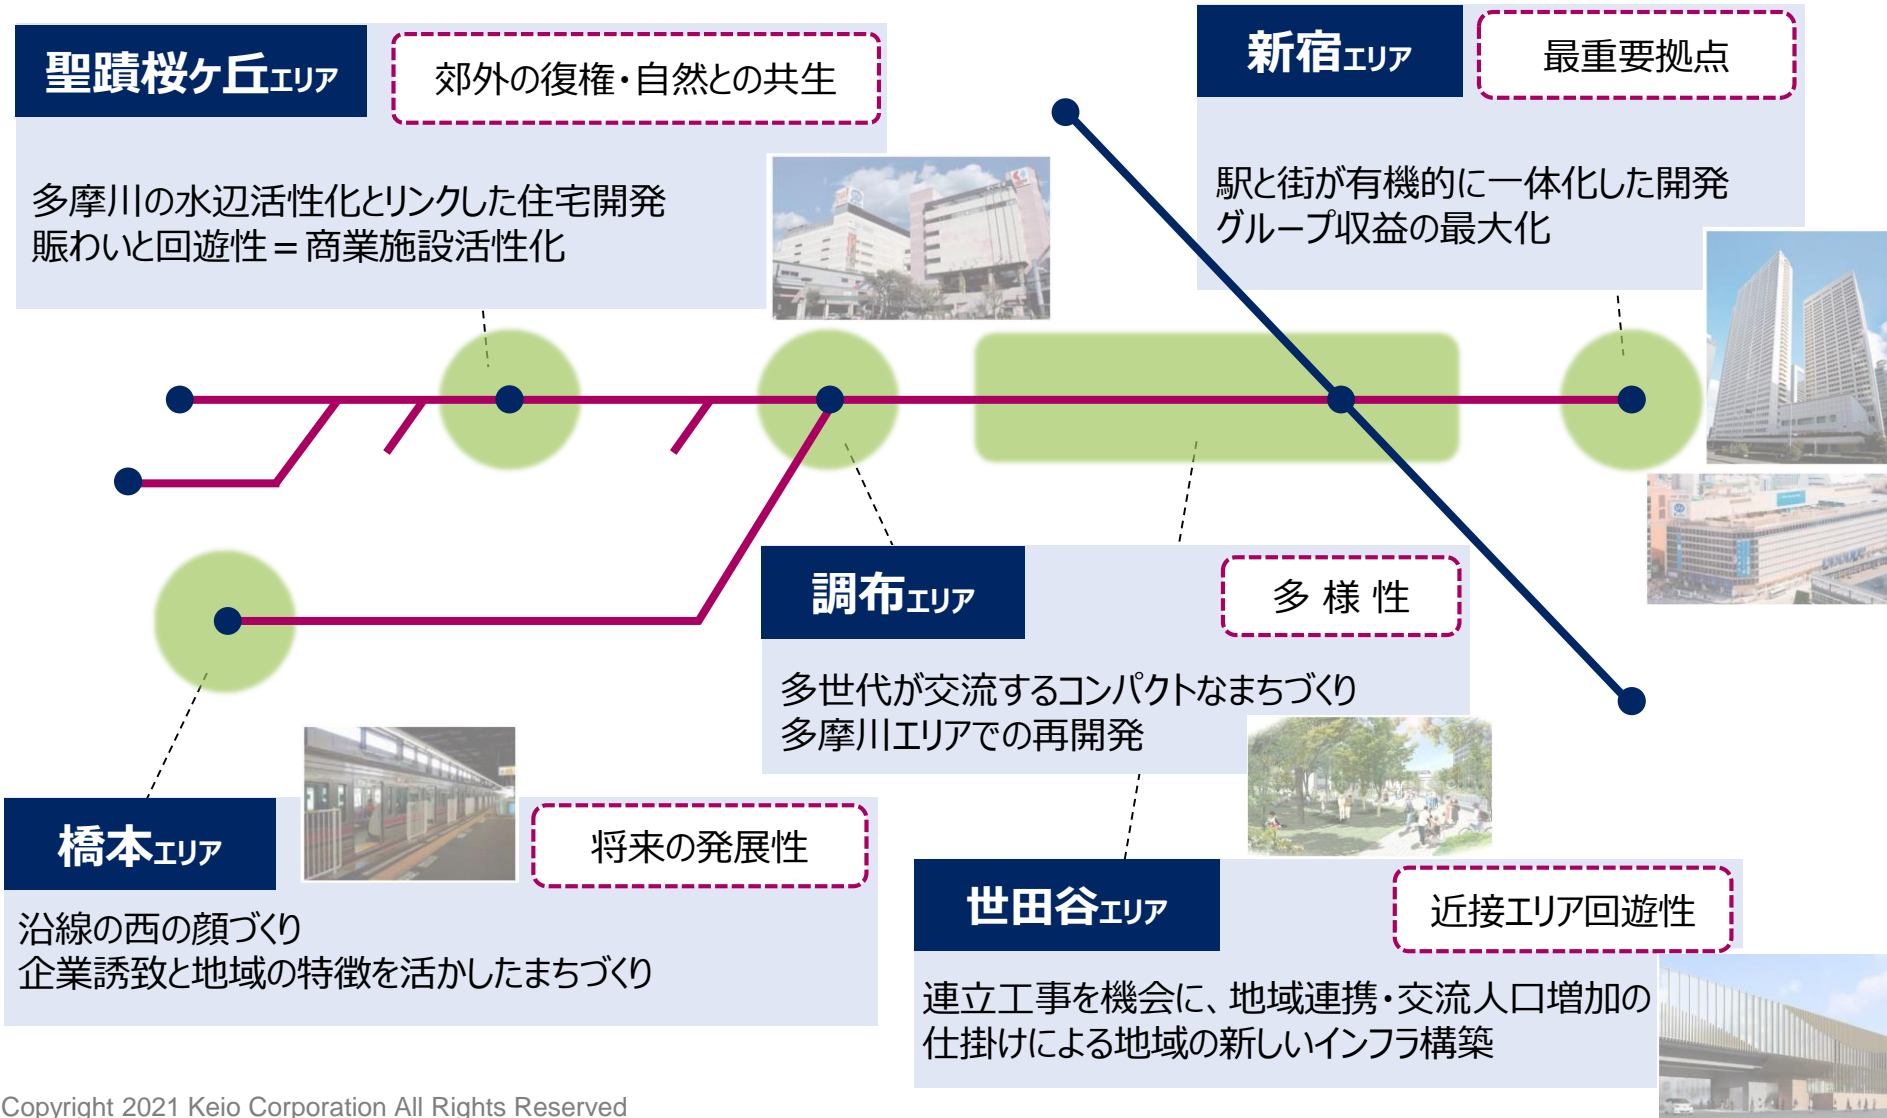 聖蹟桜ヶ丘エリア
郊外の復権・自然との共生
多摩川の水辺活性化とリンクした住宅開発
賑わいと回遊性＝商業施設活性化
新宿エリア
最重要拠点
駅と街が有機的に一体化した開発
グループ収益の最大化
調布エリア
多 様 性
多世代が交流するコンパクトなまちづくり
多摩川エリアでの再開発
橋本エリア
将来の発展性
沿線の西の顔づくり
企業誘致と地域の特徴を活かしたまちづくり
世田谷エリア
近接エリア回遊性
連立工事を機会に、地域連携・交流人口増加の
仕掛けによる地域の新しいインフラ構築
Copyright 2021 Keio Corporation All Rights Reserved